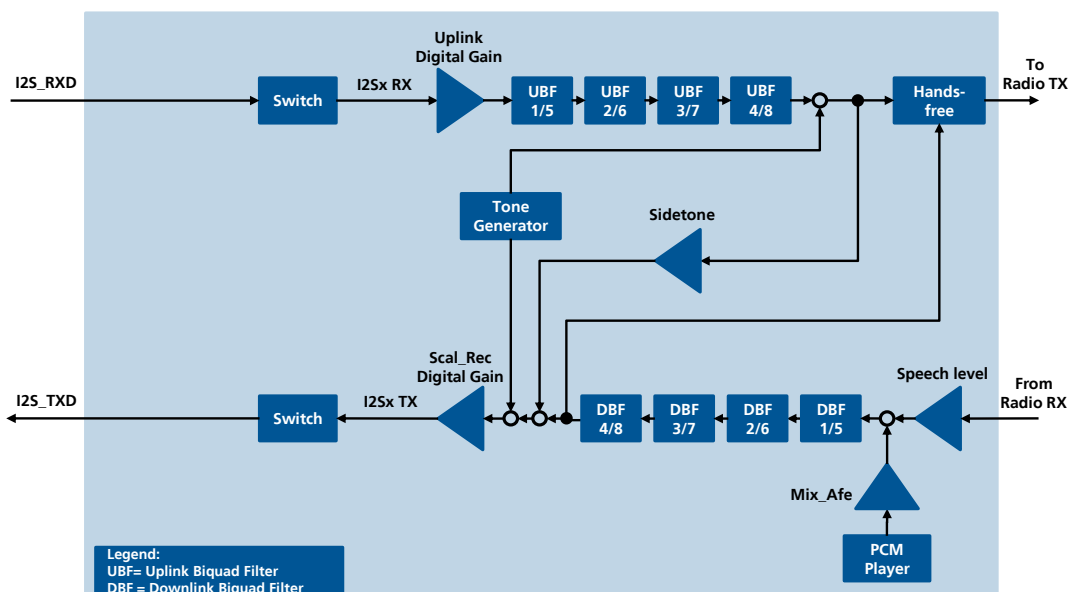 Uplink
Digital Gain
To
Radio TX
I2S_RXD
Switch
I2Sx RX
UBF
1/5
UBF
2/6
UBF
3/7
UBF
4/8
Hands-
free
Tone
Generator
Sidetone
Scal_Rec
Digital Gain
Speech level
From
Radio RX
I2S_TXD
Switch
I2Sx TX
DBF
4/8
DBF
3/7
DBF
2/6
DBF
1/5
Mix_Afe
PCM
Player
Legend:
UBF= Uplink Biquad Filter
DBF = Downlink Biquad Filter